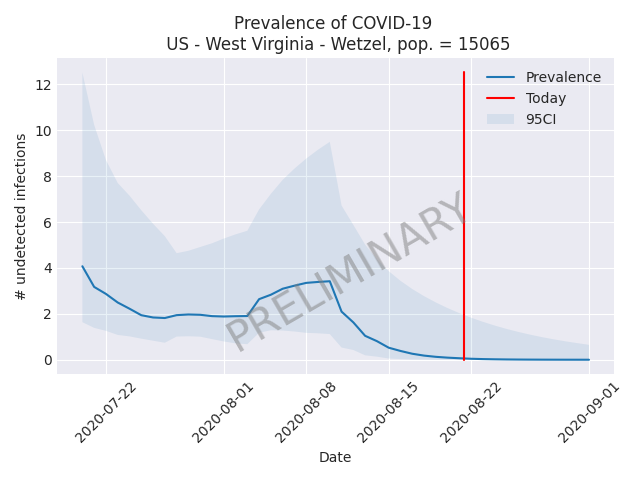 Prevalence of COVID-19
US - West Virginia - Wetzel, pop. = 15065
Prevalence
Today
95CI
12
10
8
6
4
2
0
# undetected infections
PRELIMINARY
2020-07-22
2020-08-01
2020-08-08
2020-08-15
2020-08-22
2020-09-01
Date